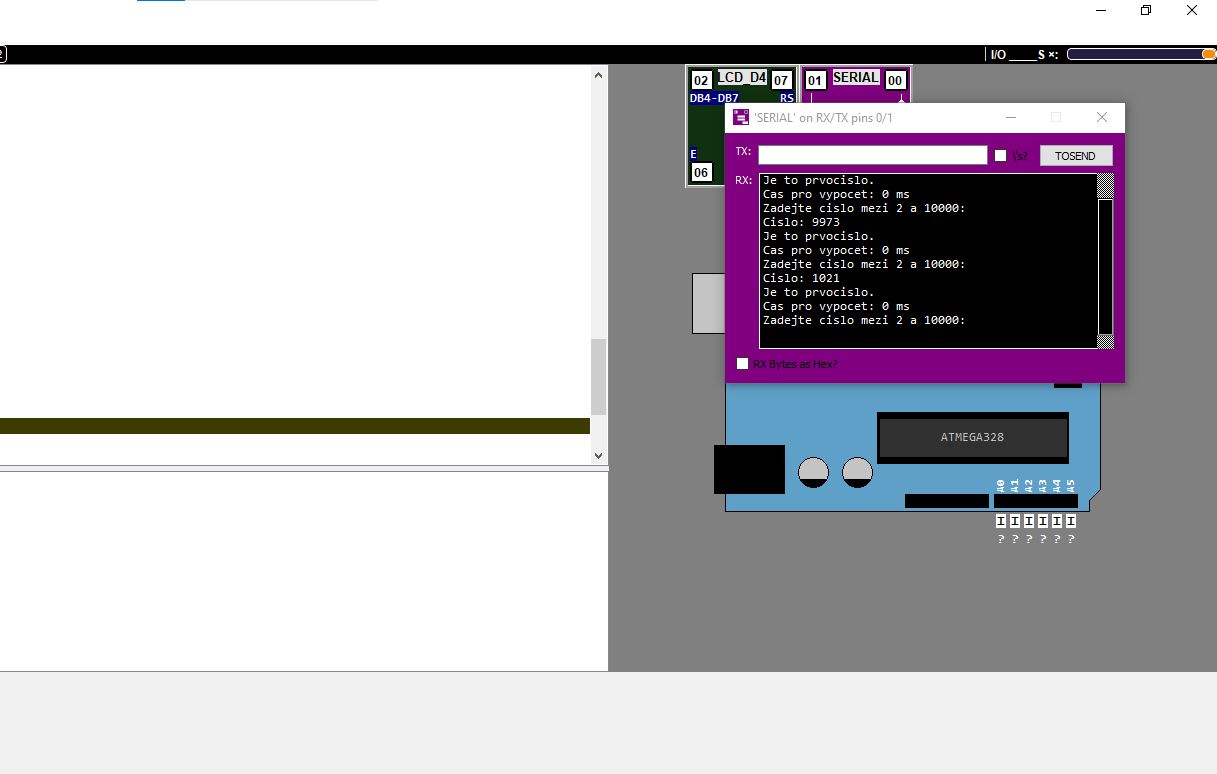 2
I/O _____S ×:
02 LCD_D4 07
DB4-DB7 RS
E
06
01 SERIAL 00
'SERIAL' on RX/TX pins 0/1
TX:
\'s?
TOSEND
RX:
Je to prvocislo.
Cas pro vypocet: 0 ms
Zadejte cislo mezi 2 a 10000:
Cislo: 9973
Je to prvocislo.
Cas pro vypocet: 0 ms
Zadejte cislo mezi 2 a 10000:
Cislo: 1021
Je to prvocislo.
Cas pro vypocet: 0 ms
Zadejte cislo mezi 2 a 10000:
RX Bytes as Hex?
ATMEGA328
A0 A1 A2 A3 A4 A5
I I I I I I
? ? ? ? ? ?